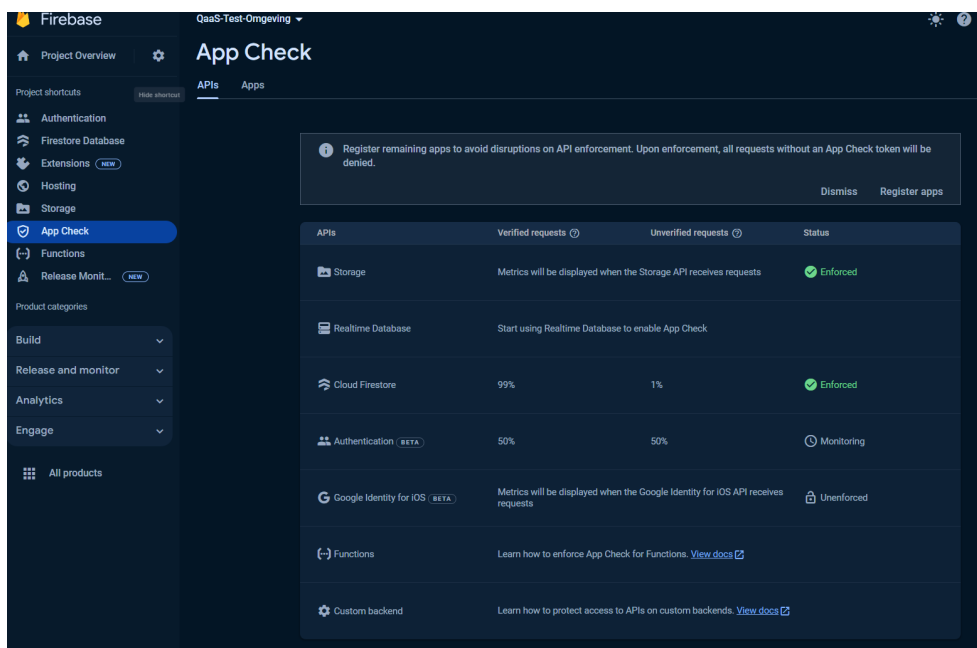 Firebase
QaaS-Test-Omgeving
Project Overview
App Check
Project shortcuts
Hide shortcut
APIs Apps
Authentication
Firestore Database
Extensions NEW
Hosting
Storage
App Check
Functions
Release Monit... NEW
Product categories
Build
Release and monitor
Analytics
Engage
All products
Register remaining apps to avoid disruptions on API enforcement. Upon enforcement, all requests without an App Check token will be
denied.
Dismiss Register apps
APIs Verified requests Unverified requests Status
Storage Metrics will be displayed when the Storage API receives requests Enforced
Realtime Database Start using Realtime Database to enable App Check
Cloud Firestore 99% 1% Enforced
Authentication BETA 50% 50% Monitoring
Google Identity for iOS BETA Metrics will be displayed when the Google Identity for iOS API receives
requests Unenforced
Functions Learn how to enforce App Check for Functions. View docs
Custom backend Learn how to protect access to APIs on custom backends. View docs